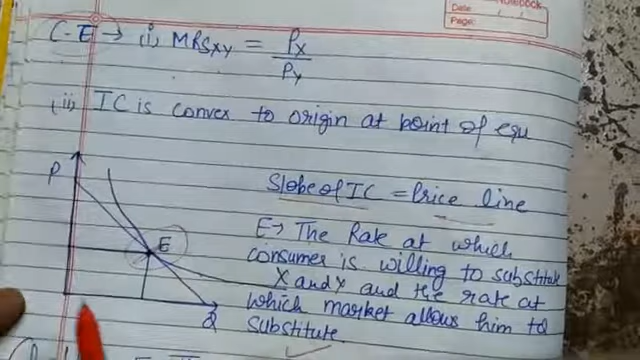 Notebook
Date
Page:
C.E → (i) MRSxy = Px
Py
(ii) IC is convex to origin at point of equ
P
Slope of IC = Price line
E
E → The Rate at which
consumer is willing to substitute
X and Y and the rate at
which market allows him to
substitute.
Q